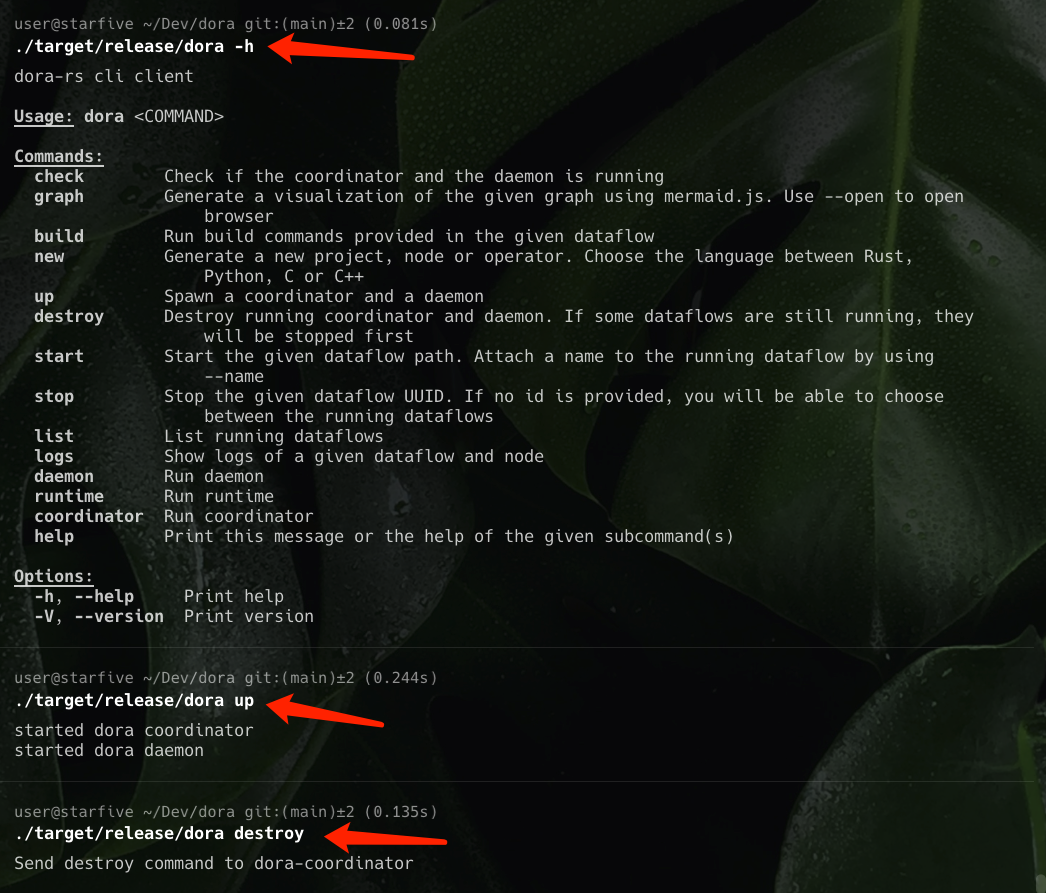 user@starfive ~/Dev/dora git:(main)±2 (0.081s)
./target/release/dora -h
dora-rs cli client
Usage: dora <COMMAND>
Commands:
check Check if the coordinator and the daemon is running
graph Generate a visualization of the given graph using mermaid.js. Use --open to open
browser
build Run build commands provided in the given dataflow
new Generate a new project, node or operator. Choose the language between Rust,
Python, C or C++
up Spawn a coordinator and a daemon
destroy Destroy running coordinator and daemon. If some dataflows are still running, they
will be stopped first
start Start the given dataflow path. Attach a name to the running dataflow by using
--name
stop Stop the given dataflow UUID. If no id is provided, you will be able to choose
between the running dataflows
list List running dataflows
logs Show logs of a given dataflow and node
daemon Run daemon
runtime Run runtime
coordinator Run coordinator
help Print this message or the help of the given subcommand(s)
Options:
-h, --help Print help
-V, --version Print version
user@starfive ~/Dev/dora git:(main)±2 (0.244s)
./target/release/dora up
started dora coordinator
started dora daemon
user@starfive ~/Dev/dora git:(main)±2 (0.135s)
./target/release/dora destroy
Send destroy command to dora-coordinator